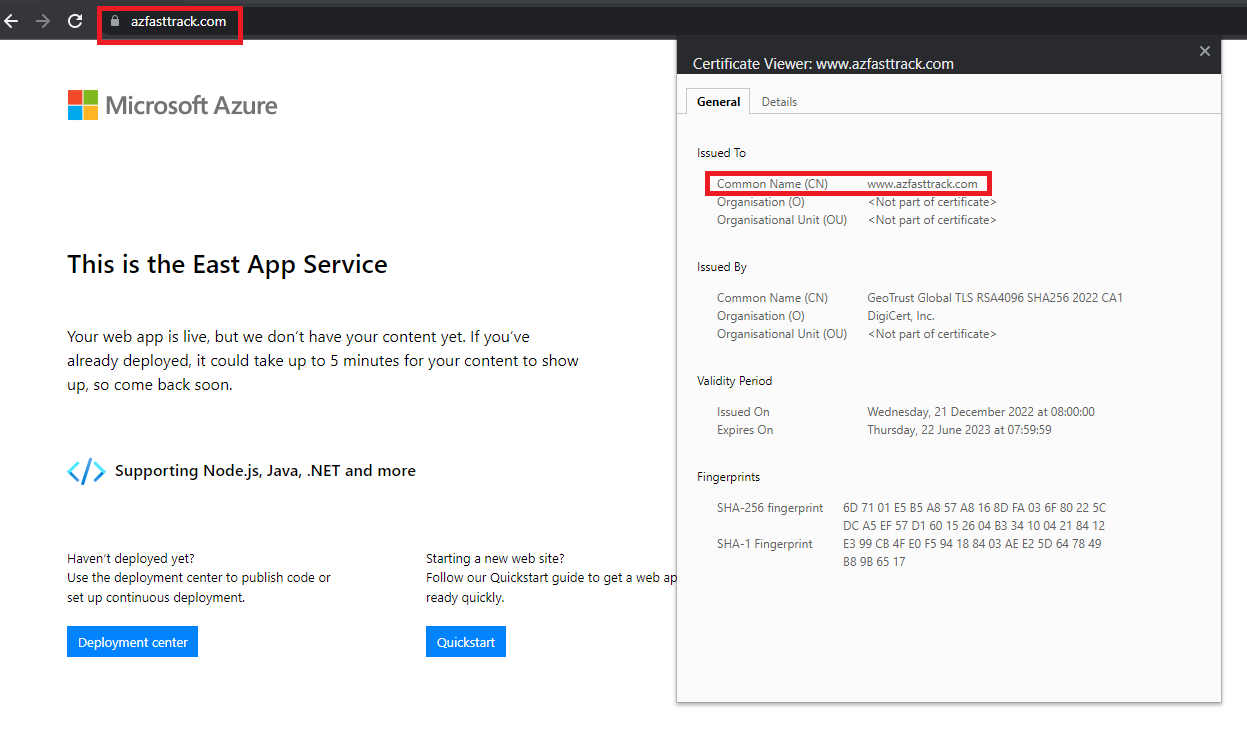 azfasttrack.com
Microsoft Azure
This is the East App Service
Your web app is live, but we don't have your content yet. If you've
already deployed, it could take up to 5 minutes for your content to show
up, so come back soon.
Supporting Node.js, Java, .NET and more
Haven't deployed yet?
Use the deployment center to publish code or
set up continuous deployment.
Deployment center
Starting a new web site?
Follow our Quickstart guide to get a web ap
ready quickly.
Quickstart
Certificate Viewer: www.azfasttrack.com
General Details
Issued To
Common Name (CN) www.azfasttrack.com
Organisation (O) <Not part of certificate>
Organisational Unit (OU) <Not part of certificate>
Issued By
Common Name (CN) GeoTrust Global TLS RSA4096 SHA256 2022 CA1
Organisation (O) DigiCert, Inc.
Organisational Unit (OU) <Not part of certificate>
Validity Period
Issued On Wednesday, 21 December 2022 at 08:00:00
Expires On Thursday, 22 June 2023 at 07:59:59
Fingerprints
SHA-256 fingerprint 6D 71 01 E5 B5 A8 57 A8 16 8D FA 03 6F 80 22 5C
DC A5 EF 57 D1 60 15 26 04 B3 34 10 04 21 84 12
SHA-1 Fingerprint E3 99 CB 4F E0 F5 94 18 84 03 AE E2 5D 64 78 49
B8 9B 65 17